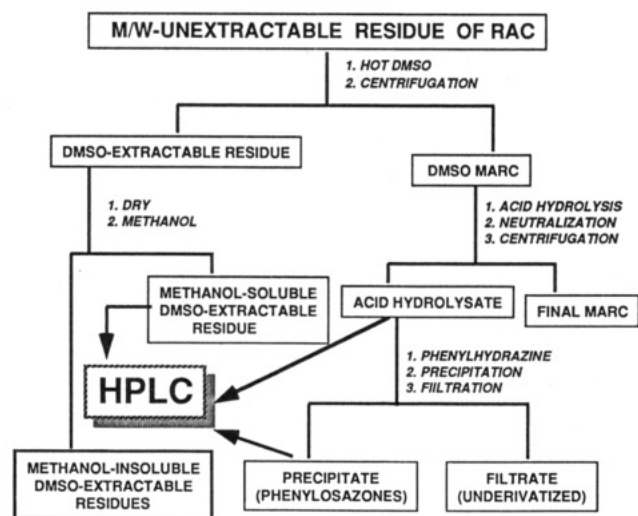 M/W-UNEXTRACTABLE RESIDUE OF RAC
1. HOT DMSO
2. CENTRIFUGATION
DMSO-EXTRACTABLE RESIDUE
DMSO MARC
1. DRY
2. METHANOL
1. ACID HYDROLYSIS
2. NEUTRALIZATION
3. CENTRIFUGATION
METHANOL-SOLUBLE
DMSO-EXTRACTABLE
RESIDUE
ACID HYDROLYSATE
FINAL MARC
HPLC
1. PHENYLHYDRAZINE
2. PRECIPITATION
3. FIILTRATION
METHANOL-INSOLUBLE
DMSO-EXTRACTABLE
RESIDUES
PRECIPITATE
(PHENYLOSAZONES)
FILTRATE
(UNDERIVATIZED)